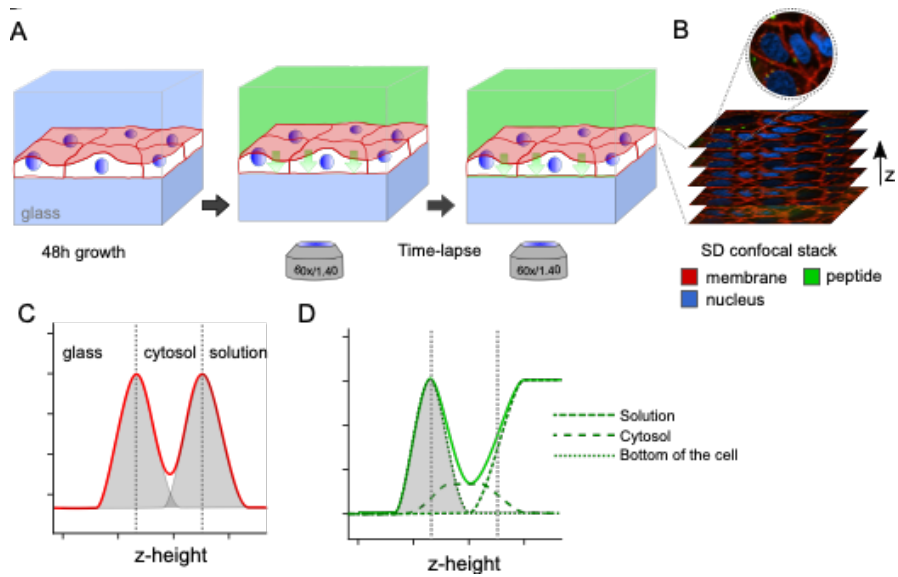 A
B
glass
z
48h growth
60x/1.40
Time-lapse
60x/1.40
SD confocal stack
membrane
peptide
nucleus
C
D
glass
cytosol
solution
Solution
Cytosol
Bottom of the cell
z-height
z-height